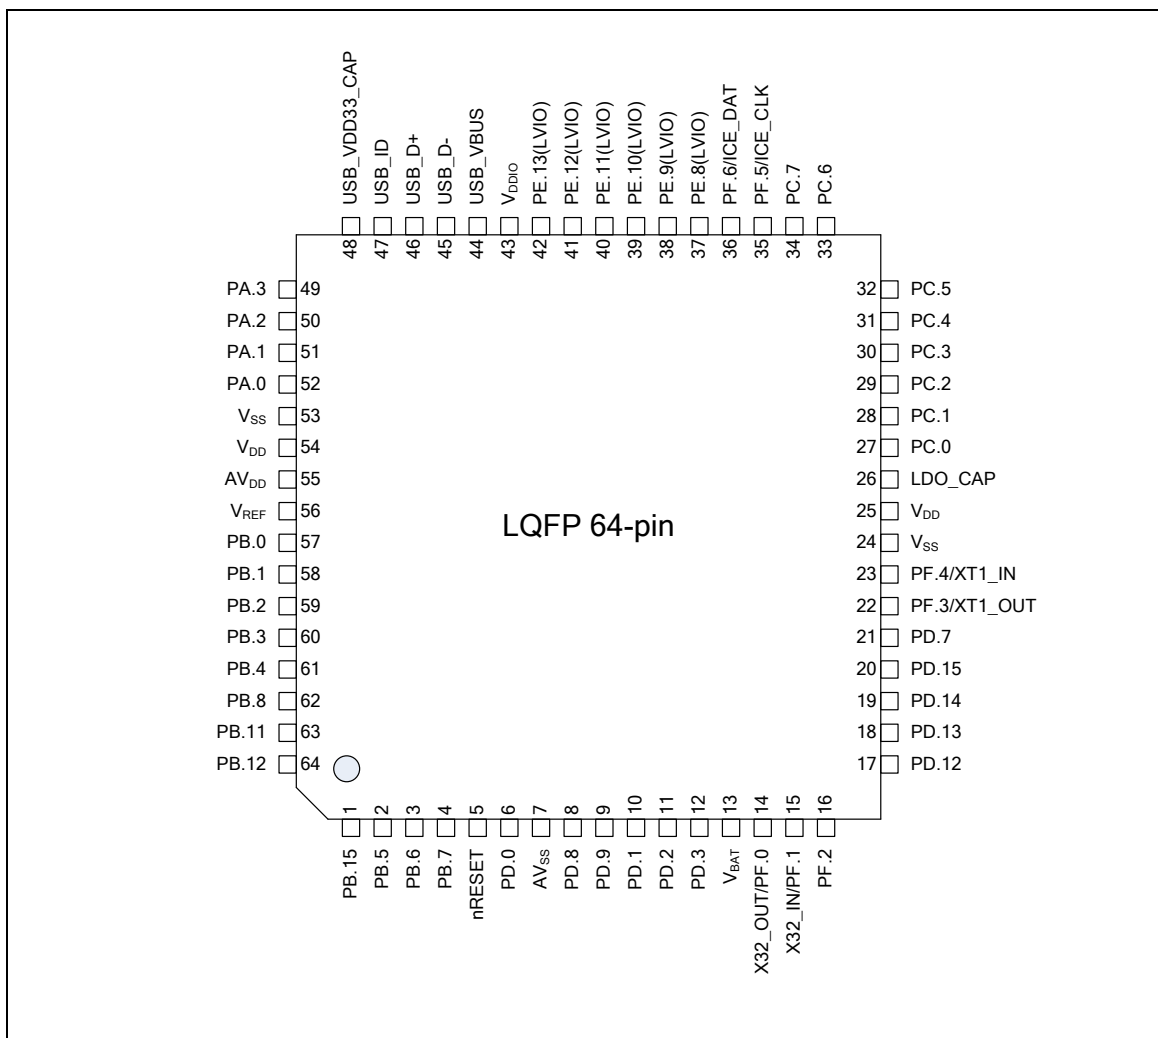 USB_VDD33_CAP
USB_ID
USB_D+
USB_D-
USB_VBUS
VDDIO
PE.13(LVIO)
PE.12(LVIO)
PE.11(LVIO)
PE.10(LVIO)
PE.9(LVIO)
PE.8(LVIO)
PF.6/ICE_DAT
PF.5/ICE_CLK
PC.7
PC.6
48
47
46
45
44
43
42
41
40
39
38
37
36
35
34
33
PA.3 49
PA.2 50
PA.1 51
PA.0 52
VSS 53
VDD 54
AVDD 55
VREF 56
PB.0 57
PB.1 58
PB.2 59
PB.3 60
PB.4 61
PB.8 62
PB.11 63
PB.12 64
LQFP 64-pin
32 PC.5
31 PC.4
30 PC.3
29 PC.2
28 PC.1
27 PC.0
26 LDO_CAP
25 VDD
24 VSS
23 PF.4/XT1_IN
22 PF.3/XT1_OUT
21 PD.7
20 PD.15
19 PD.14
18 PD.13
17 PD.12
1
2
3
4
5
6
7
8
9
10
11
12
13
14
15
16
PB.15
PB.5
PB.6
PB.7
nRESET
PD.0
AVSS
PD.8
PD.9
PD.1
PD.2
PD.3
VBAT
X32_OUT/PF.0
X32_IN/PF.1
PF.2